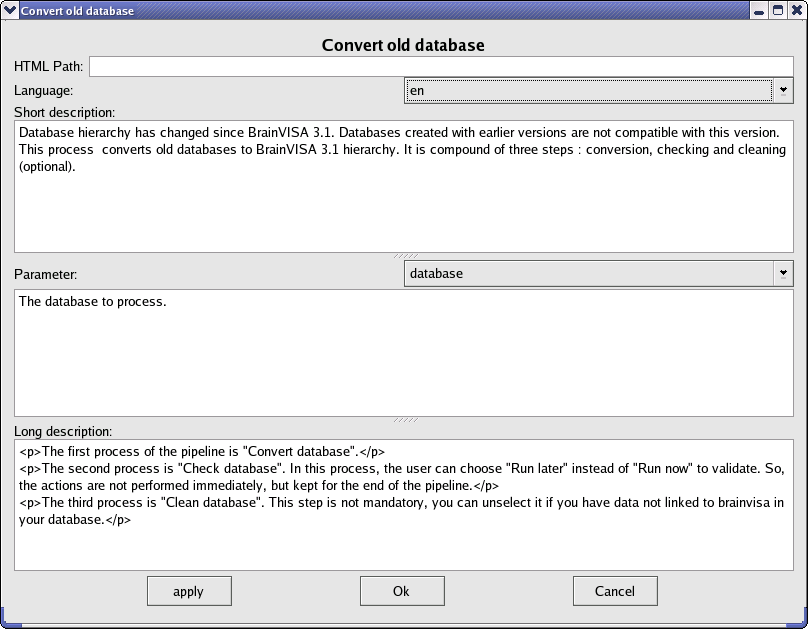 Convert old database
Convert old database
HTML Path:
Language:
en
Short description:
Database hierarchy has changed since BrainVISA 3.1. Databases created with earlier versions are not compatible with this version.
This process  converts old databases to BrainVISA 3.1 hierarchy. It is compound of three steps : conversion, checking and cleaning
(optional).
Parameter:
database
The database to process.
Long description:
<p>The first process of the pipeline is "Convert database".</p>
<p>The second process is "Check database". In this process, the user can choose "Run later" instead of "Run now" to validate. So,
the actions are not performed immediately, but kept for the end of the pipeline.</p>
<p>The third process is "Clean database". This step is not mandatory, you can unselect it if you have data not linked to brainvisa in
your database.</p>
apply
Ok
Cancel